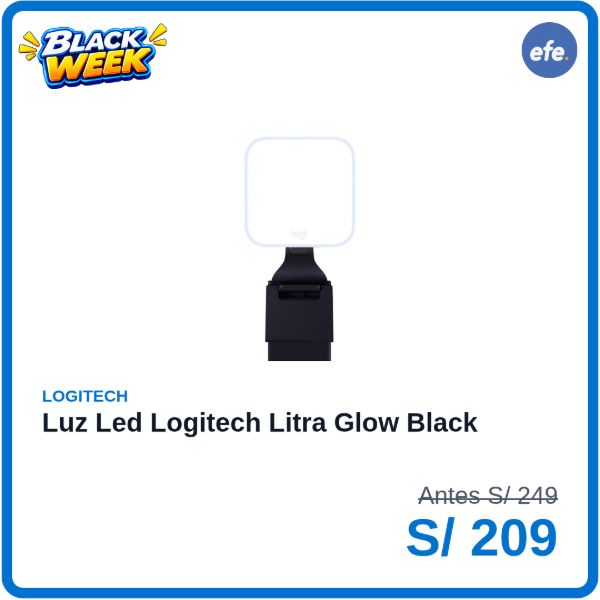 BLACK
WEEK
efe.
logi
LOGITECH
Luz Led Logitech Litra Glow Black
Antes S/ 249
S/ 209